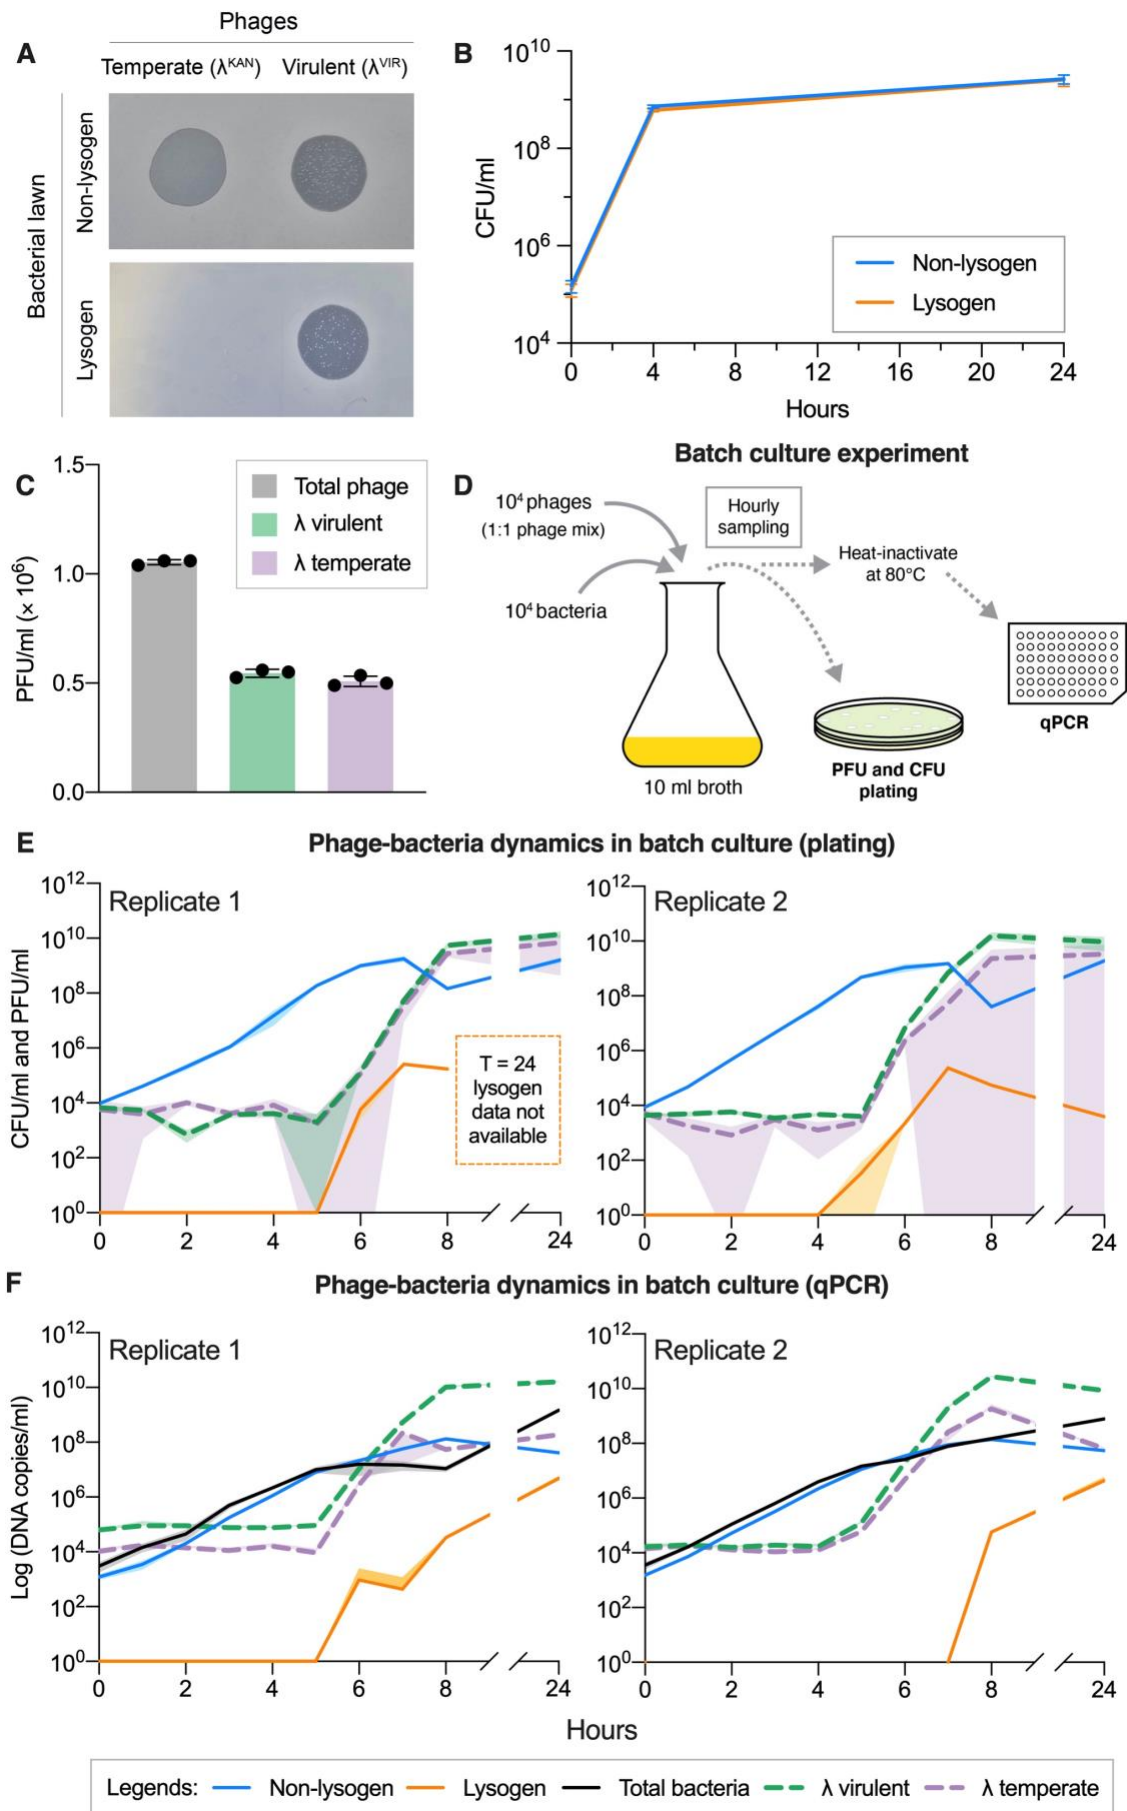 Phages
A
Temperate (λKAN)
Virulent (λVIR)
Bacterial lawn
Non-lysogen
Lysogen
B
CFU/ml
10^10
10^8
10^6
10^4
0 4 8 12 16 20 24
Hours
Non-lysogen
Lysogen
C
PFU/ml (× 10^6)
1.5
1.0
0.5
0.0
Total phage
λ virulent
λ temperate
Batch culture experiment
D
10^4 phages
(1:1 phage mix)
10^4 bacteria
Hourly
sampling
Heat-inactivate
at 80°C
10 ml broth
PFU and CFU
plating
qPCR
E
Phage-bacteria dynamics in batch culture (plating)
CFU/ml and PFU/ml
Replicate 1
10^12
10^10
10^8
10^6
10^4
10^2
10^0
0 2 4 6 8 24
T = 24
lysogen
data not
available
Replicate 2
10^12
10^10
10^8
10^6
10^4
10^2
10^0
0 2 4 6 8 24
F
Phage-bacteria dynamics in batch culture (qPCR)
Log (DNA copies/ml)
Replicate 1
10^12
10^10
10^8
10^6
10^4
10^2
10^0
0 2 4 6 8 24
Replicate 2
10^12
10^10
10^8
10^6
10^4
10^2
10^0
0 2 4 6 8 24
Hours
Legends: Non-lysogen Lysogen Total bacteria λ virulent λ temperate